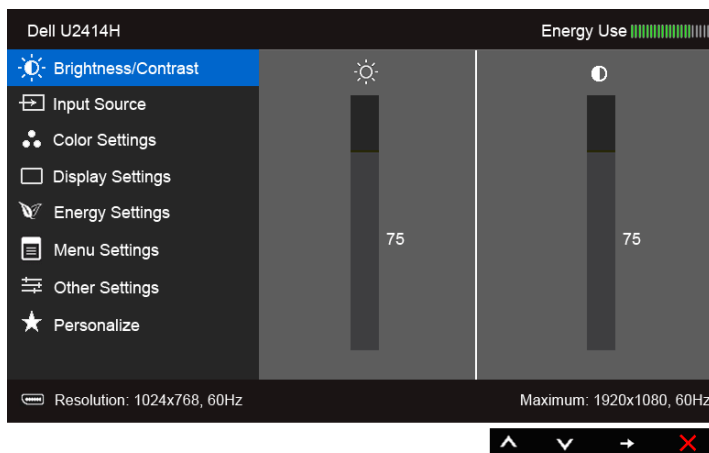 Dell U2414H Energy Use
Brightness/Contrast
Input Source
Color Settings
Display Settings
Energy Settings
75 75
Menu Settings
Other Settings
Personalize
Resolution: 1024x768, 60Hz Maximum: 1920x1080, 60Hz